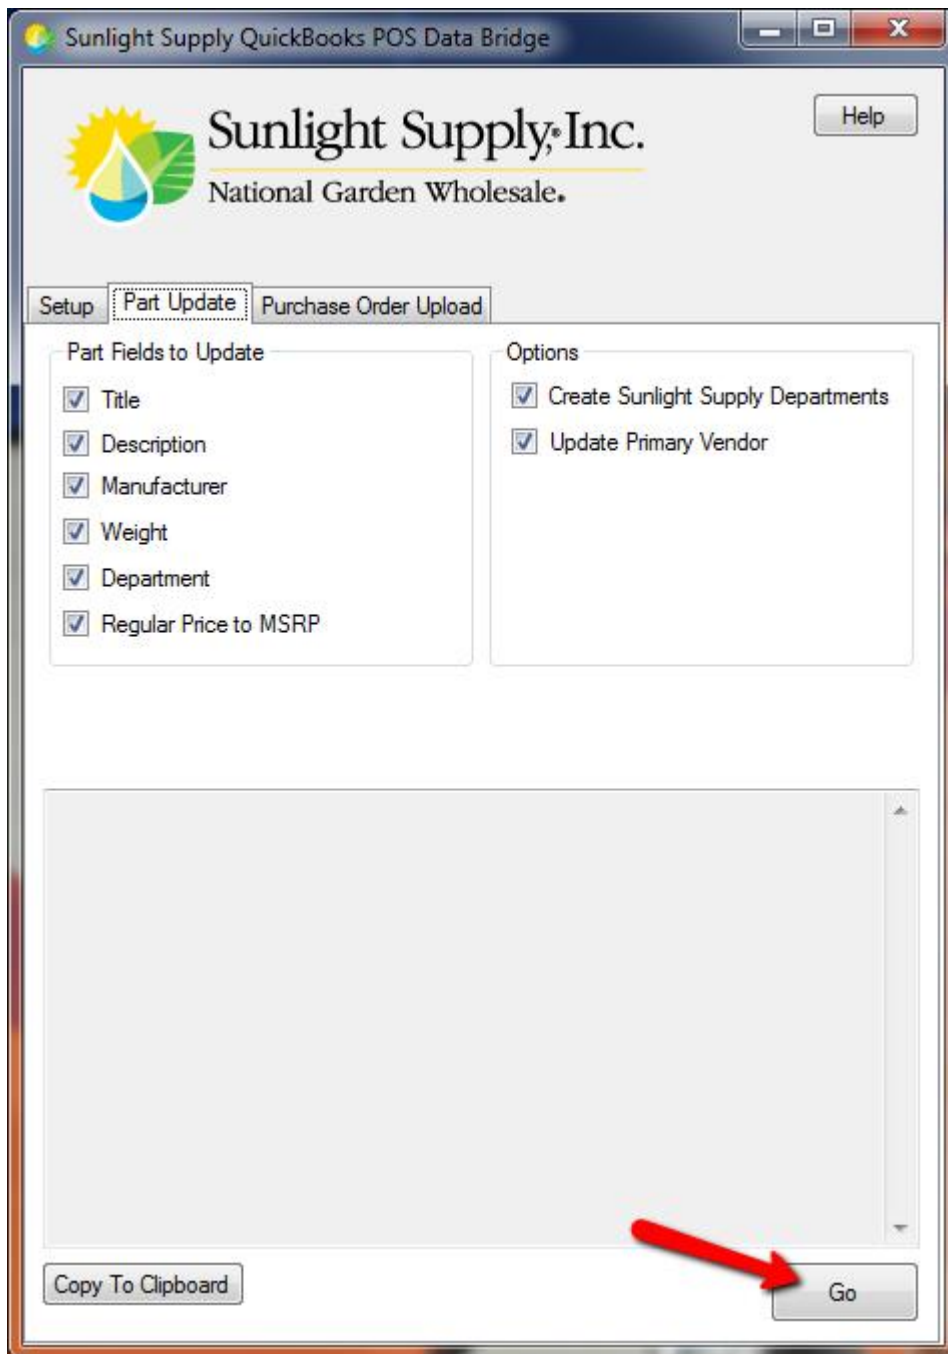 Sunlight Supply QuickBooks POS Data Bridge
Sunlight Supply, Inc.
National Garden Wholesale.
Help
Setup
Part Update
Purchase Order Upload
Part Fields to Update
Title
Description
Manufacturer
Weight
Department
Regular Price to MSRP
Options
Create Sunlight Supply Departments
Update Primary Vendor
Copy To Clipboard
Go